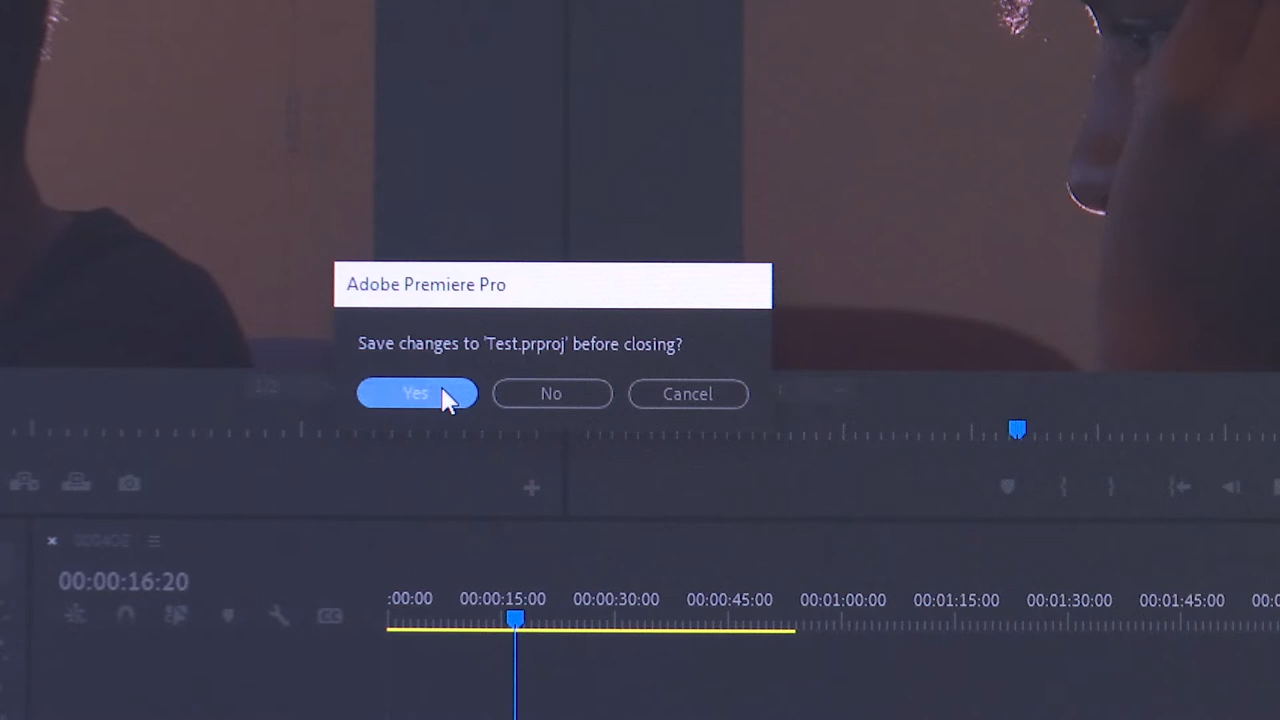 Adobe Premiere Pro
Save changes to 'Test.prproj' before closing?
Yes
No
Cancel
00:00:16:20
:00:00
00:00:15:00
00:00:30:00
00:00:45:00
00:01:00:00
00:01:15:00
00:01:30:00
00:01:45:00
00: